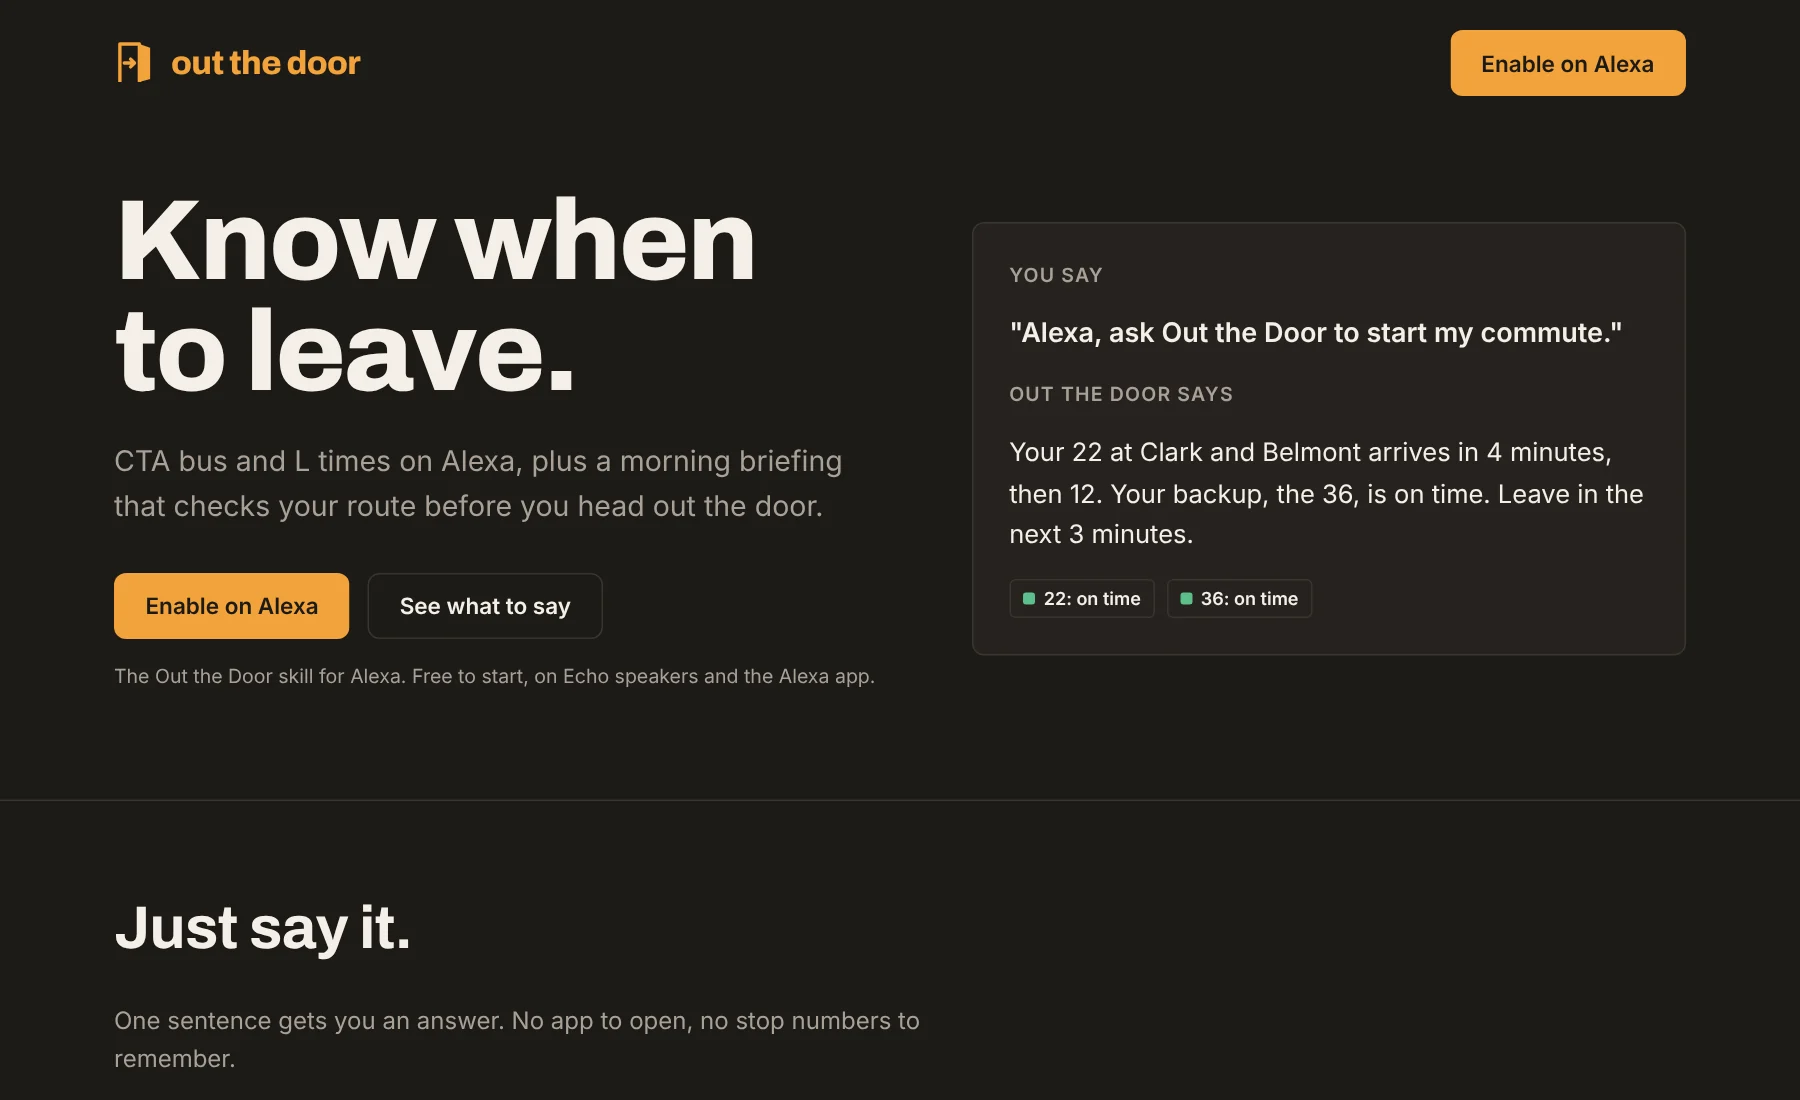 out the door
Enable on Alexa
Know when
to leave.
CTA bus and L times on Alexa, plus a morning briefing
that checks your route before you head out the door.
Enable on Alexa
See what to say
The Out the Door skill for Alexa. Free to start, on Echo speakers and the Alexa app.
YOU SAY
"Alexa, ask Out the Door to start my commute."
OUT THE DOOR SAYS
Your 22 at Clark and Belmont arrives in 4 minutes,
then 12. Your backup, the 36, is on time. Leave in the
next 3 minutes.
22: on time
36: on time
Just say it.
One sentence gets you an answer. No app to open, no stop numbers to
remember.